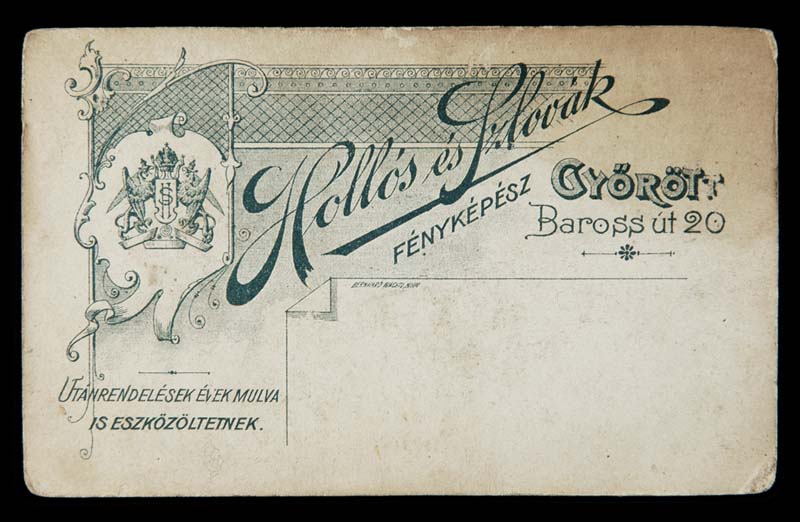 Hollós és Szlovák
FÉNYKÉPÉSZ
GYŐRÖTT
Baross út 20
UTÁNRENDELÉSEK ÉVEK MULVA
IS ESZKÖZÖLTETNEK.